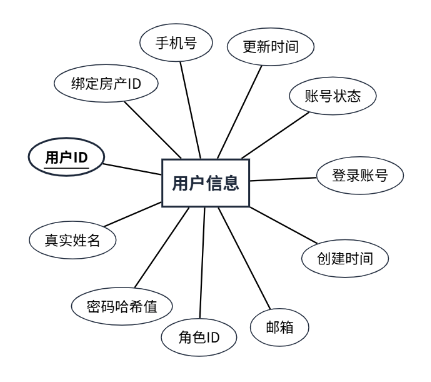 手机号
更新时间
绑定房产ID
账号状态
用户ID
用户信息
登录账号
真实姓名
创建时间
密码哈希值
角色ID
邮箱